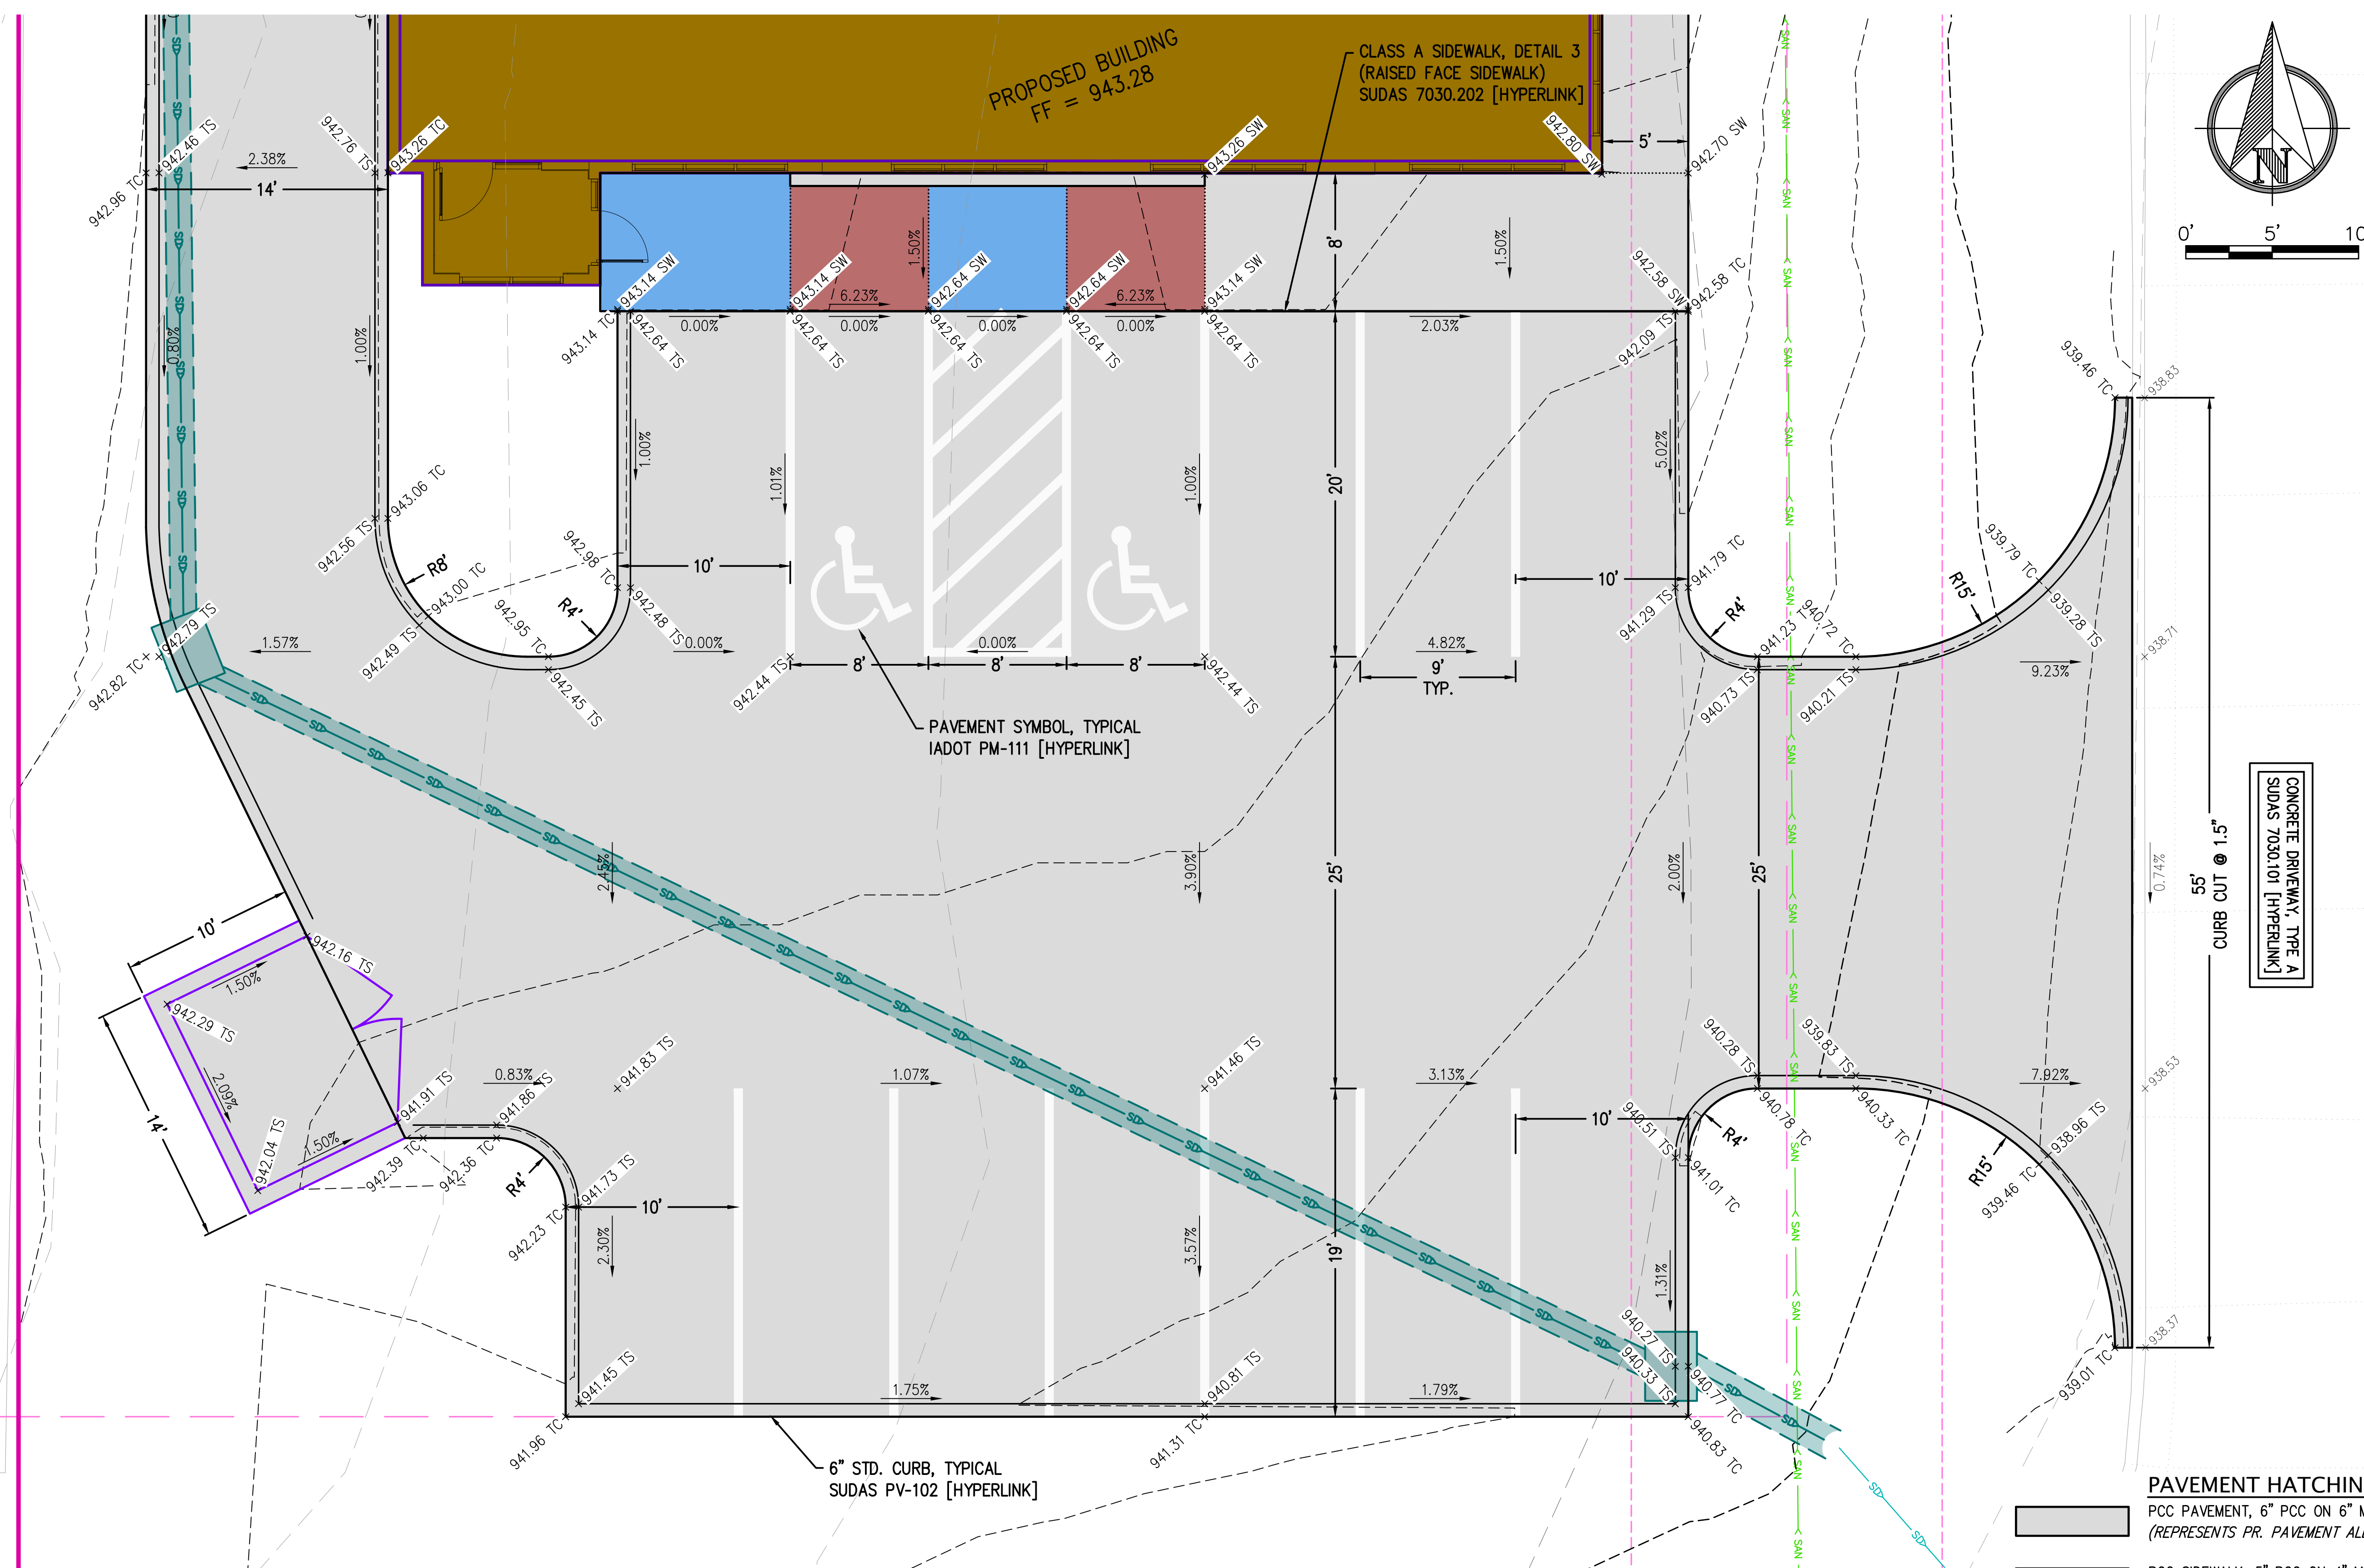 PROPOSED BUILDING
FF = 943.28
CLASS A SIDEWALK, DETAIL 3
(RAISED FACE SIDEWALK)
SUDAS 7030.202 [HYPERLINK]
N
0' 5' 10
942.46 TS
942.96 TC
2.38%
14'
942.76 TS
943.26 TC
943.26 SW
942.80 SW
5'
942.70 SW
8'
1.50%
1.50%
943.14 SW
943.14 SW
942.64 SW
942.64 SW
943.14 SW
942.58 SW
942.58 TC
6.23%
6.23%
943.14 TC
942.64 TS
0.00%
942.64 TS
0.00%
942.64 TS
0.00%
942.64 TS
0.00%
942.64 TS
2.03%
942.09 TS
0.80%
1.00%
1.00%
1.01%
1.00%
20'
5.02%
939.46 TC
938.83
942.56 TS
943.06 TC
R8'
943.00 TC
942.98 TC
942.95 TC
R4'
10'
942.48 TS
942.49 TS
942.45 TS
0.00%
0.00%
942.44 TS
8'
8'
8'
942.44 TS
4.82%
9'
TYP.
10'
941.79 TC
941.29 TS
R4'
941.23 TC
940.72 TC
R15'
939.79 TC
939.28 TS
940.73 TS
940.21 TS
9.23%
938.71
942.79 TS
942.82 TC
1.57%
PAVEMENT SYMBOL, TYPICAL
IADOT PM-111 [HYPERLINK]
2.45%
3.90%
25'
2.00%
25'
0.74%
55'
CURB CUT @ 1.5"
CONCRETE DRIVEWAY, TYPE A
SUDAS 7030.101 [HYPERLINK]
10'
942.16 TS
1.50%
942.29 TS
2.09%
14'
942.04 TS
1.50%
941.91 TS
0.83%
941.86 TS
942.39 TC
942.36 TC
R4'
941.83 TS
1.07%
941.46 TS
3.13%
940.28 TS
939.83 TS
7.92%
938.53
10'
940.51 TS
R4'
940.78 TC
940.33 TC
941.01 TC
R15'
938.96 TS
939.46 TC
941.73 TS
942.23 TC
10'
2.30%
3.57%
19'
1.31%
940.27 TS
940.33 TS
940.77 TC
938.37
939.01 TC
941.45 TS
941.96 TC
1.75%
940.81 TS
941.31 TC
1.79%
940.83 TC
6" STD. CURB, TYPICAL
SUDAS PV-102 [HYPERLINK]
SD
SAN
PAVEMENT HATCHIN
PCC PAVEMENT, 6" PCC ON 6"
(REPRESENTS PR. PAVEMENT